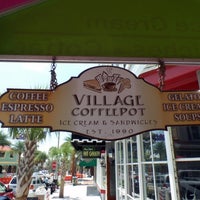 VILLAGE
COFFEEPOT
ICE CREAM & SANDWICHES
EST. 1990
COFFEE
ESPRESSO
LATTE
GELATO
ICE CREAM
SOUPS